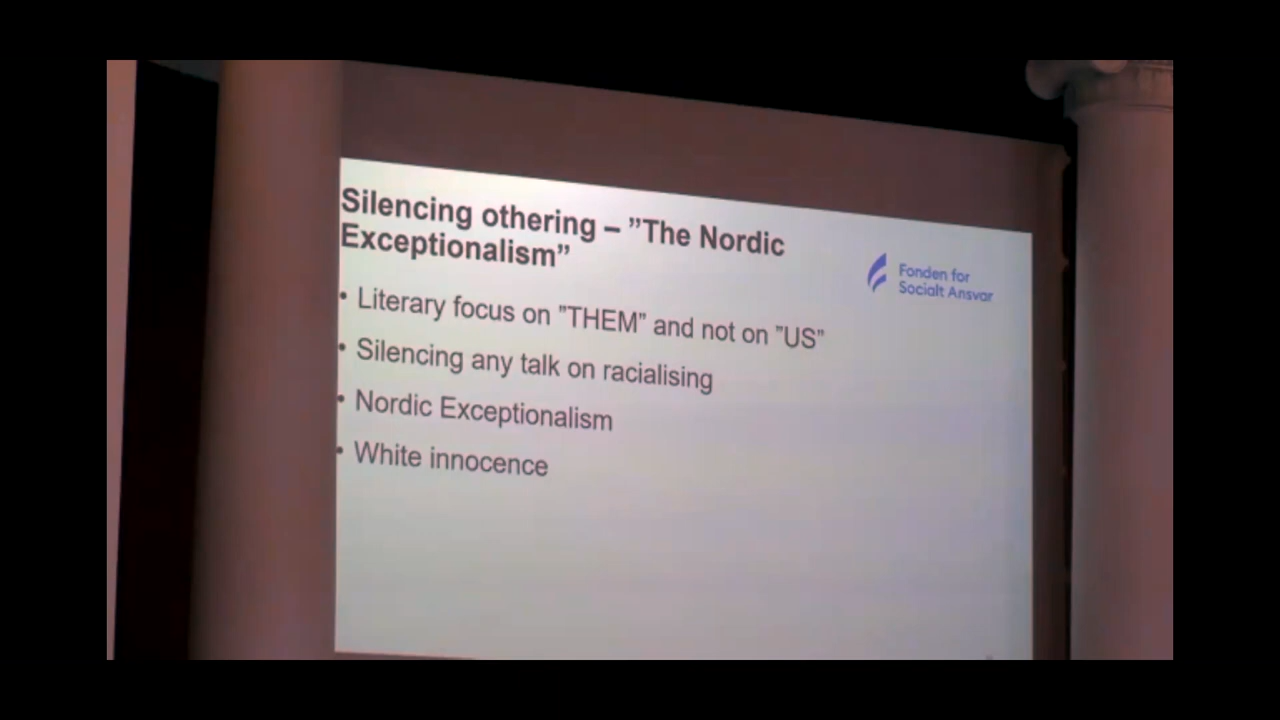 Silencing othering – ”The Nordic
Exceptionalism”
Fonden for
Socialt Ansvar
• Literary focus on ”THEM” and not on ”US”
• Silencing any talk on racialising
• Nordic Exceptionalism
• White innocence